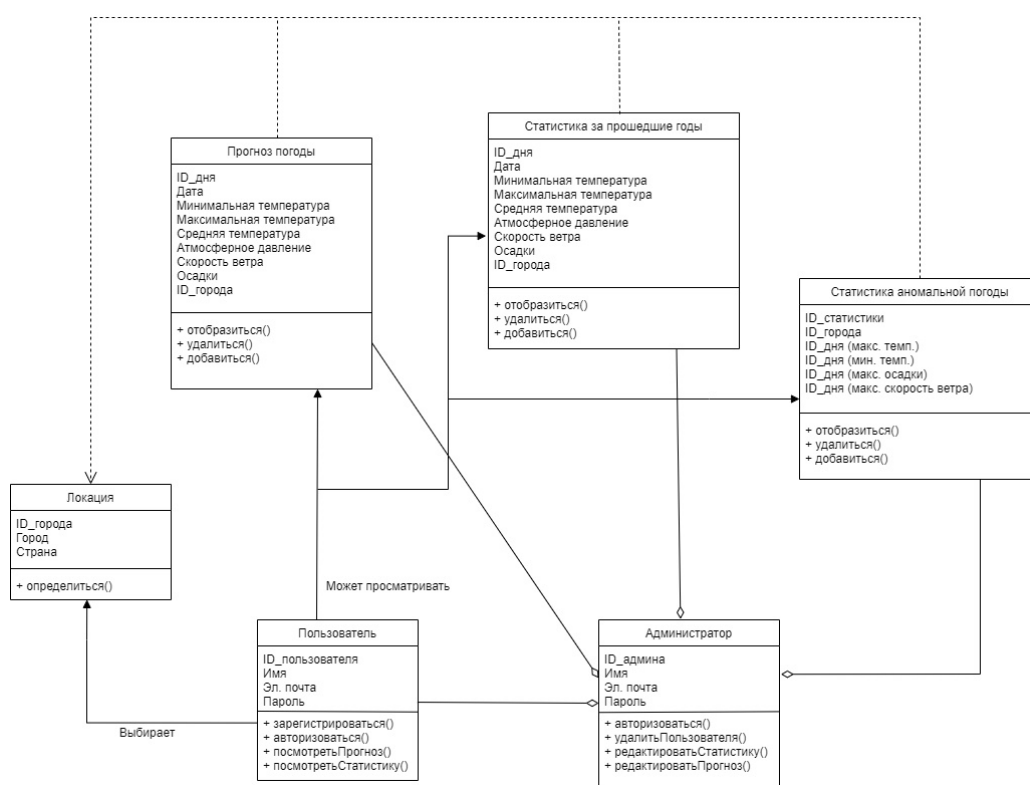 Статистика за прошедшие годы
ID_дня
Дата
Минимальная температура
Максимальная температура
Средняя температура
Атмосферное давление
Скорость ветра
Осадки
ID_города
+ отобразиться()
+ удалиться()
+ добавиться()
Прогноз погоды
ID_дня
Дата
Минимальная температура
Максимальная температура
Средняя температура
Атмосферное давление
Скорость ветра
Осадки
ID_города
+ отобразиться()
+ удалиться()
+ добавиться()
Статистика аномальной погоды
ID_статистики
ID_города
ID_дня (макс. темп.)
ID_дня (мин. темп.)
ID_дня (макс. осадки)
ID_дня (макс. скорость ветра)
+ отобразиться()
+ удалиться()
+ добавиться()
Локация
ID_города
Город
Страна
+ определиться()
Может просматривать
Выбирает
Пользователь
ID_пользователя
Имя
Эл. почта
Пароль
+ зарегистрироваться()
+ авторизоваться()
+ посмотретьПрогноз()
+ посмотретьСтатистику()
Администратор
ID_админа
Имя
Эл. почта
Пароль
+ авторизоваться()
+ удалитьПользователя()
+ редактироватьСтатистику()
+ редактироватьПрогноз()